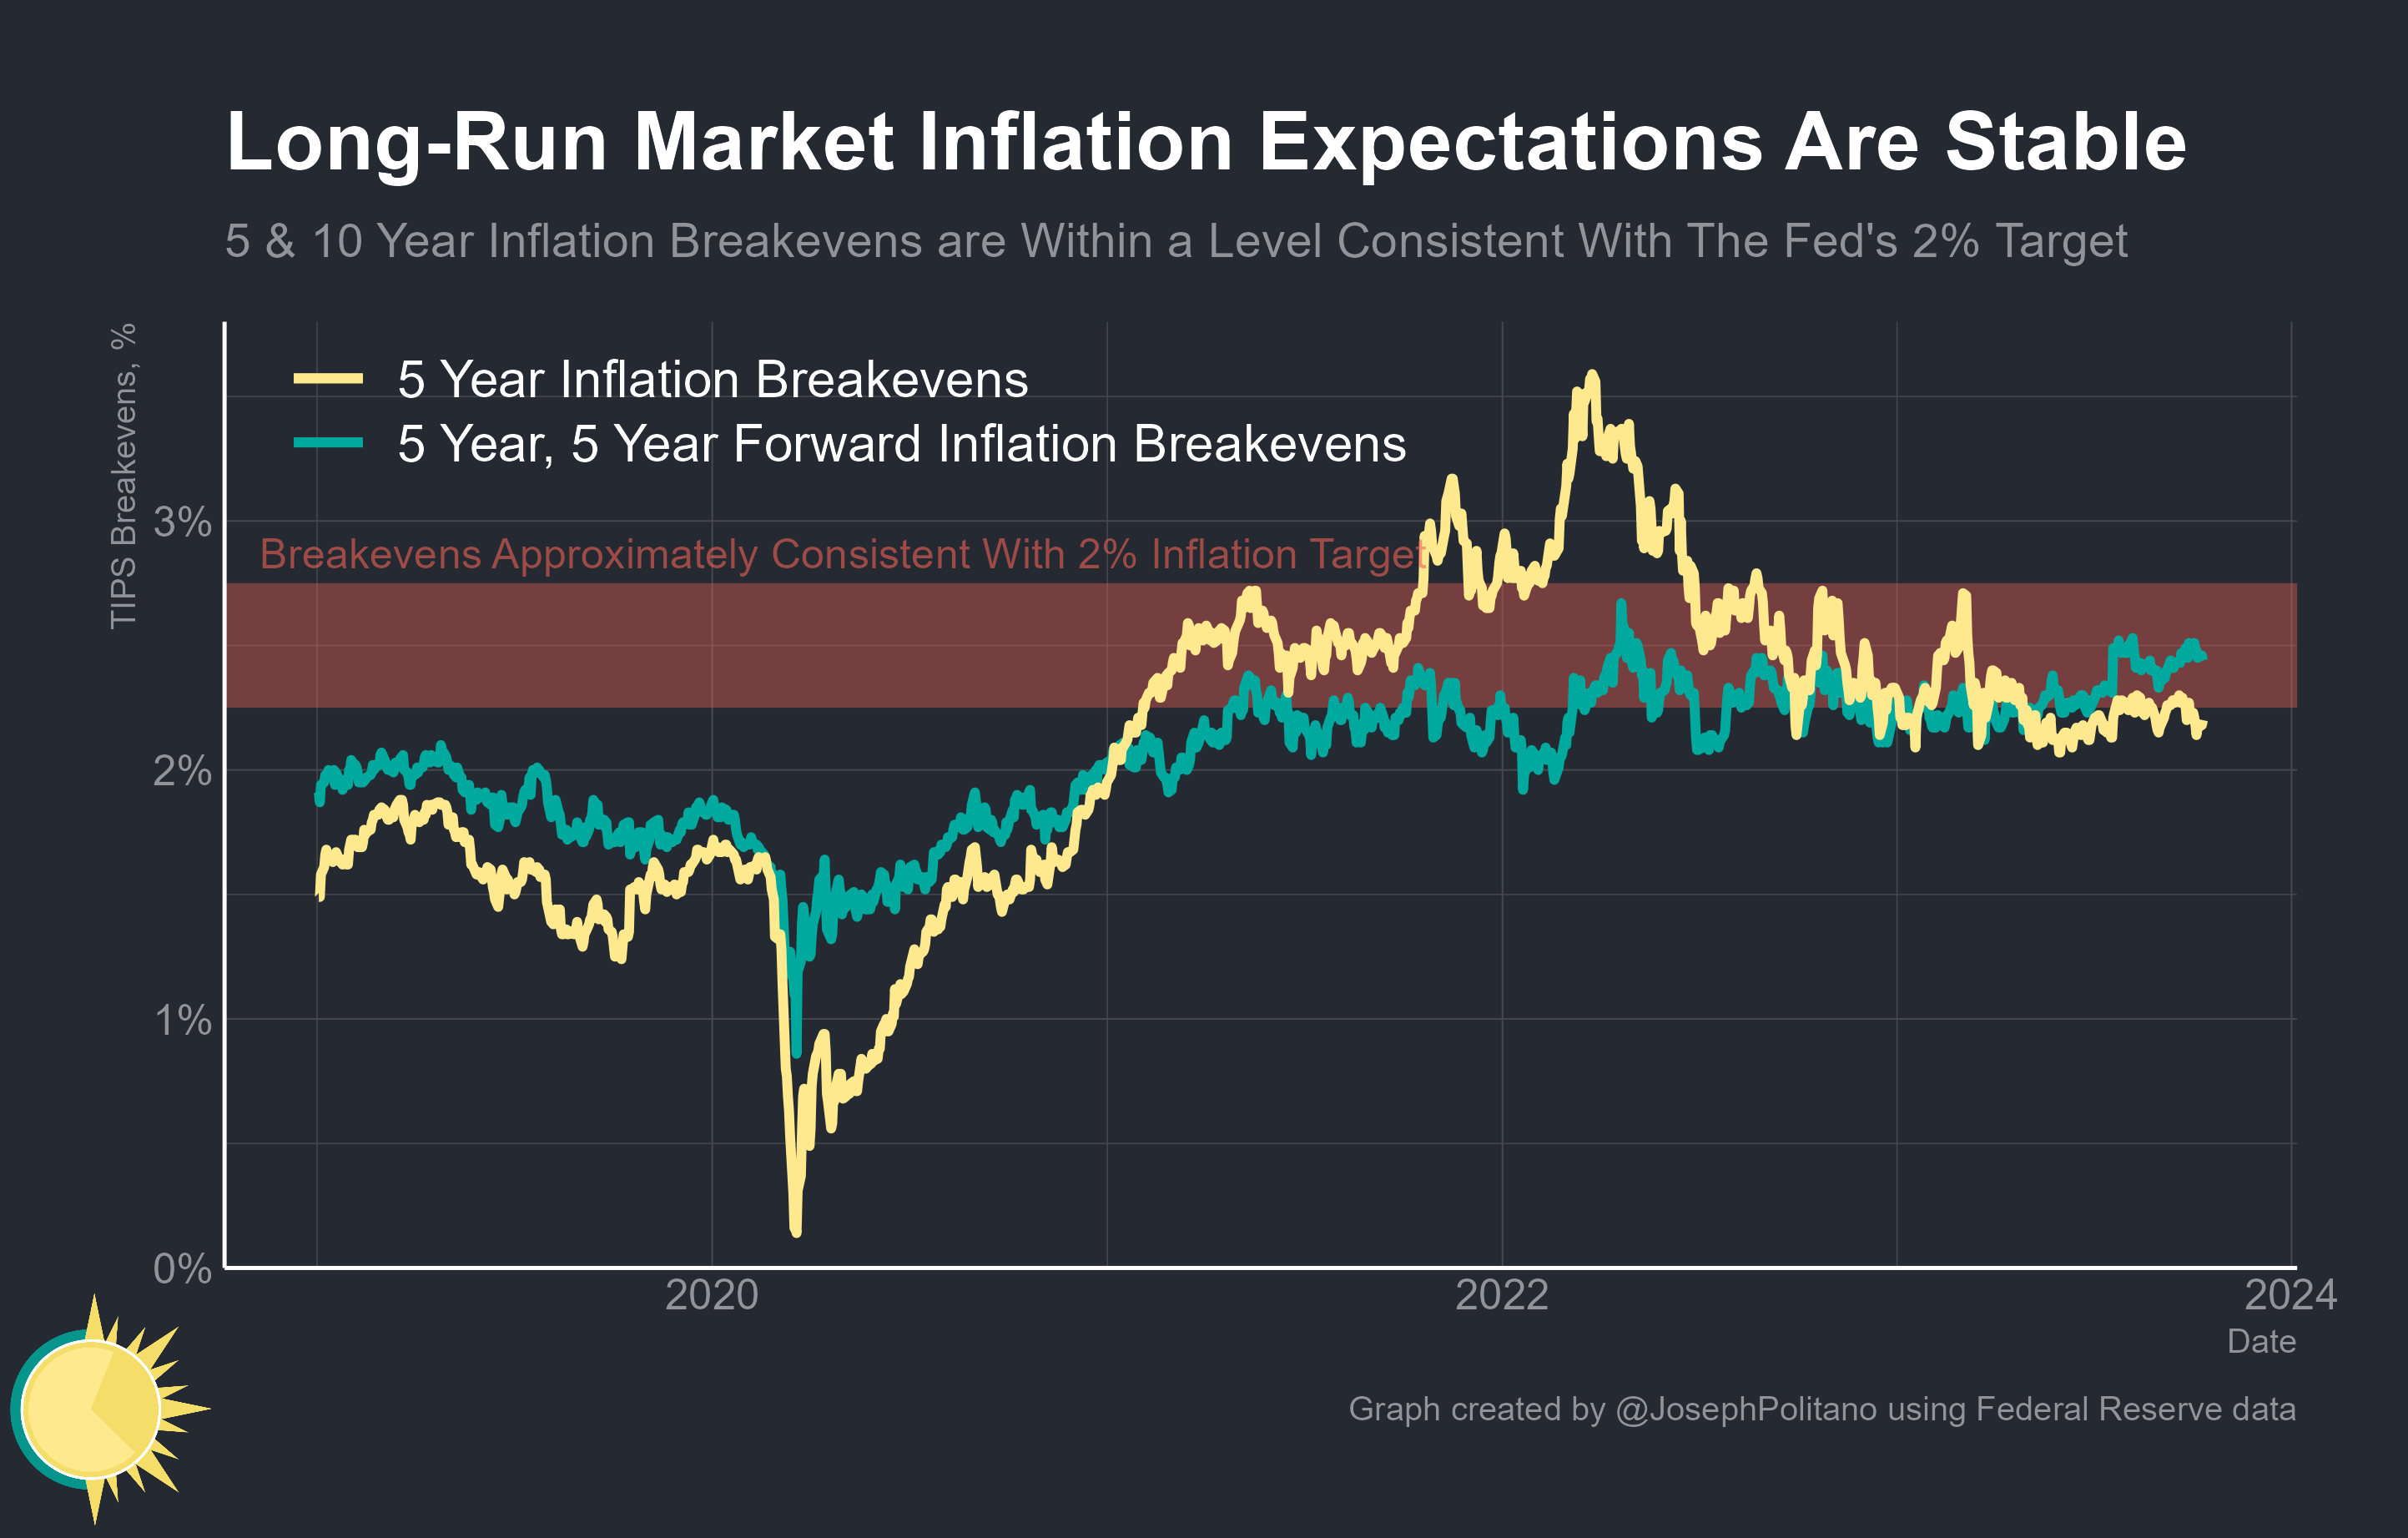 Long-Run Market Inflation Expectations Are Stable
5 & 10 Year Inflation Breakevens are Within a Level Consistent With The Fed's 2% Target
TIPS Breakevens, %
5 Year Inflation Breakevens
5 Year, 5 Year Forward Inflation Breakevens
3%
Breakevens Approximately Consistent With 2% Inflation Target
2%
1%
0%
2020
2022
2024
Date
Graph created by @JosephPolitano using Federal Reserve data